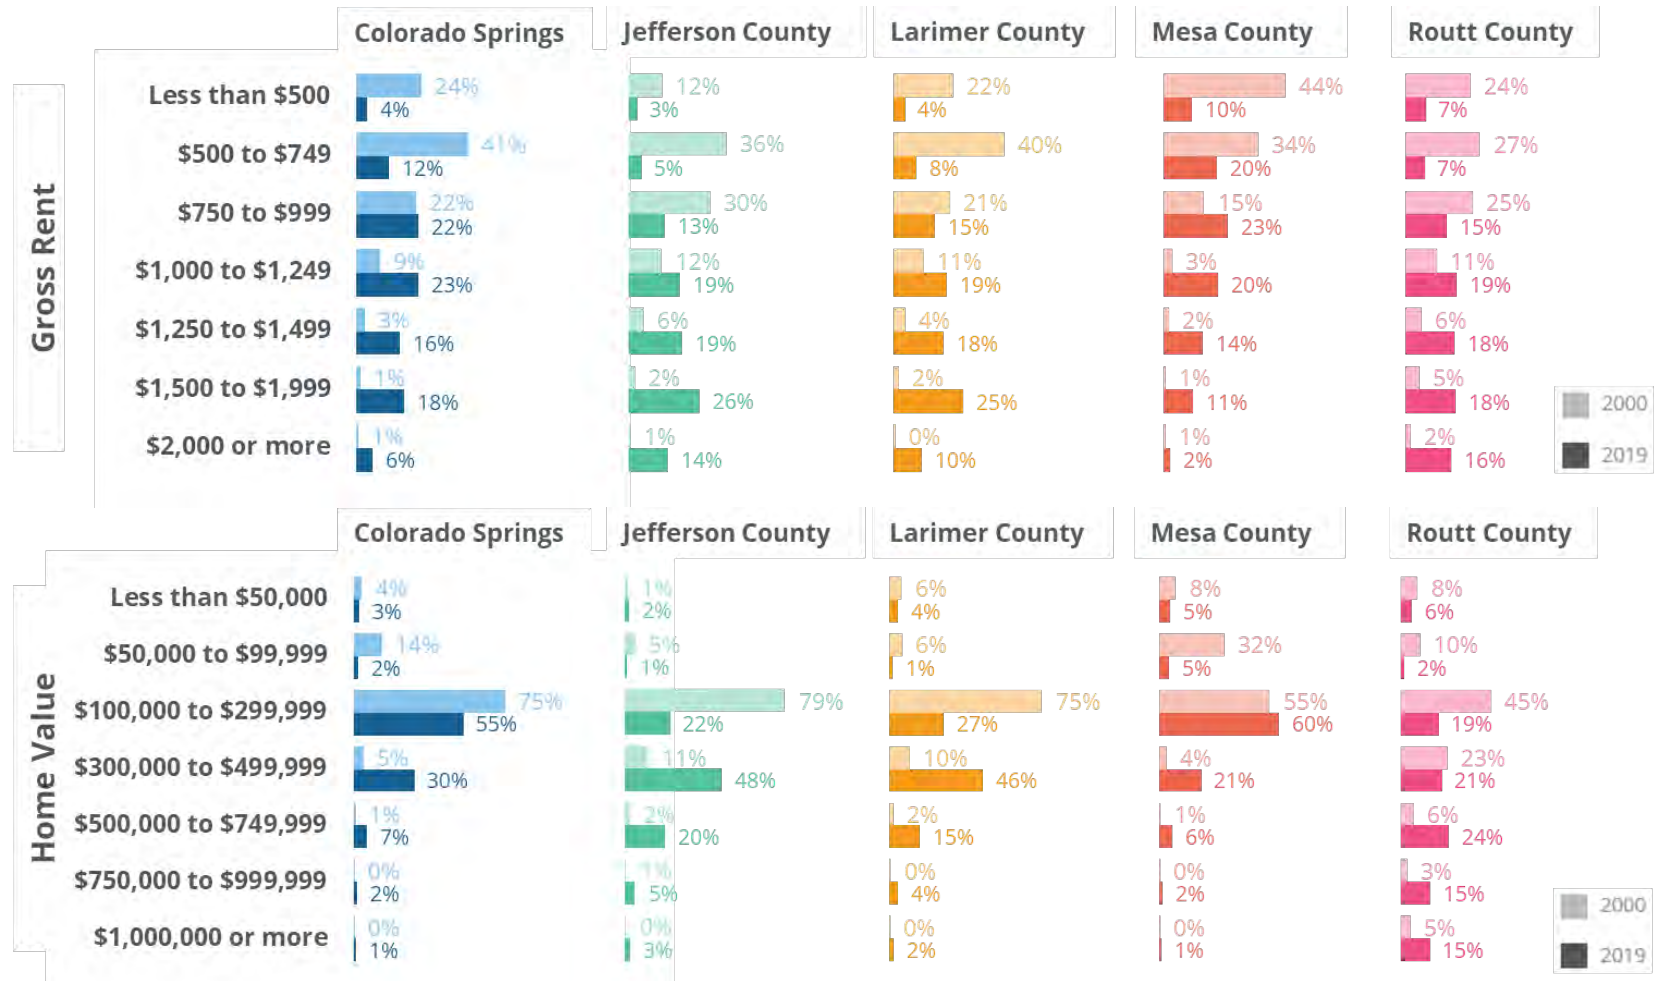 Colorado Springs Jefferson County Larimer County Mesa County Routt County
Gross Rent
Less than $500 24% 12% 22% 44% 24%
4% 3% 4% 10% 7%
$500 to $749 41% 36% 40% 34% 27%
12% 5% 8% 20% 7%
$750 to $999 22% 30% 21% 15% 25%
22% 13% 15% 23% 15%
$1,000 to $1,249 9% 12% 11% 3% 11%
23% 19% 19% 20% 19%
$1,250 to $1,499 3% 6% 4% 2% 6%
16% 19% 18% 14% 18%
$1,500 to $1,999 1% 2% 2% 1% 5%
18% 26% 25% 11% 18%
$2,000 or more 1% 1% 0% 1% 2%
6% 14% 10% 2% 16%
2000
2019
Colorado Springs Jefferson County Larimer County Mesa County Routt County
Home Value
Less than $50,000 4% 1% 6% 8% 8%
3% 2% 4% 5% 6%
$50,000 to $99,999 14% 5% 6% 32% 10%
2% 1% 1% 5% 2%
$100,000 to $299,999 75% 79% 75% 55% 45%
55% 22% 27% 60% 19%
$300,000 to $499,999 5% 11% 10% 4% 23%
30% 48% 46% 21% 21%
$500,000 to $749,999 1% 2% 2% 1% 6%
7% 20% 15% 6% 24%
$750,000 to $999,999 0% 1% 0% 0% 3%
2% 5% 4% 2% 15%
$1,000,000 or more 0% 0% 0% 0% 5%
1% 3% 2% 1% 15%
2000
2019